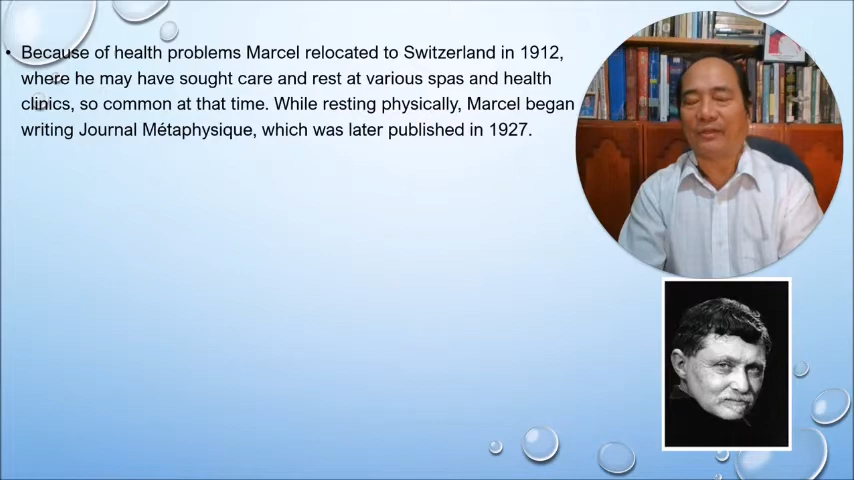 • Because of health problems Marcel relocated to Switzerland in 1912,
where he may have sought care and rest at various spas and health
clinics, so common at that time. While resting physically, Marcel began
writing Journal Métaphysique, which was later published in 1927.